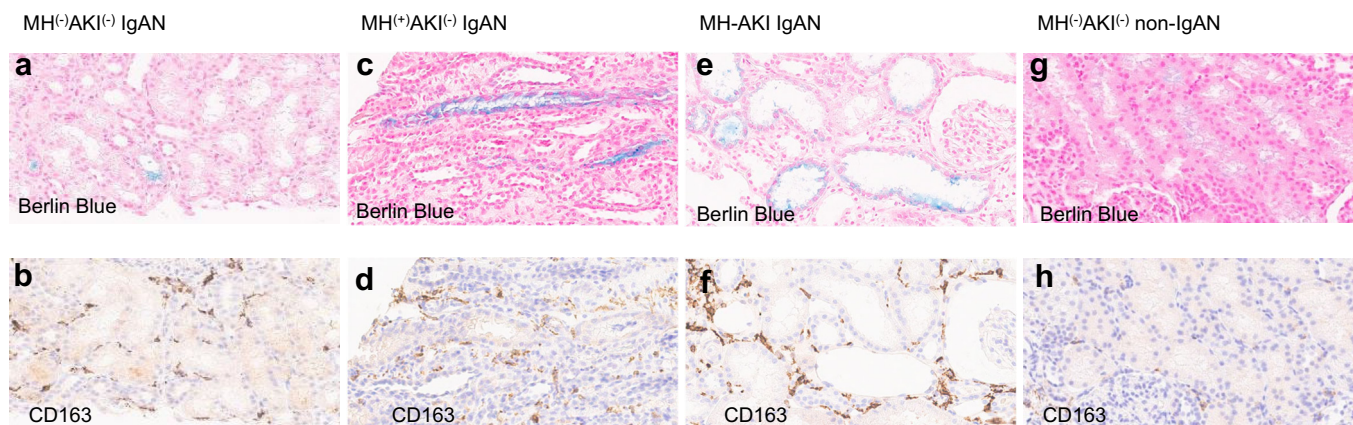 MH(-)AKI(-) IgAN
MH(+)AKI(-) IgAN
MH-AKI IgAN
MH(-)AKI(-) non-IgAN
a
c
e
g
Berlin Blue
Berlin Blue
Berlin Blue
Berlin Blue
b
d
f
h
CD163
CD163
CD163
CD163